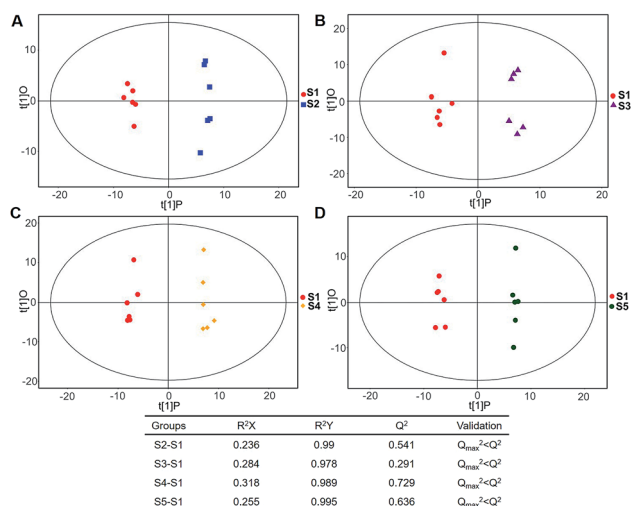 A
t[1]O
10
0
-10
-20
-10
0
10
20
t[1]P
S1
S2
B
t[1]O
20
10
0
-10
-20
-20
-10
0
10
20
t[1]P
S1
S3
C
t[1]O
20
10
0
-10
-20
-20
-10
0
10
20
t[1]P
S1
S4
D
t[1]O
10
0
-10
-20
-10
0
10
20
t[1]P
S1
S5
Groups R²X R²Y Q² Validation
S2-S1 0.236 0.99 0.541 Qmax²<Q²
S3-S1 0.284 0.978 0.291 Qmax²<Q²
S4-S1 0.318 0.989 0.729 Qmax²<Q²
S5-S1 0.255 0.995 0.636 Qmax²<Q²